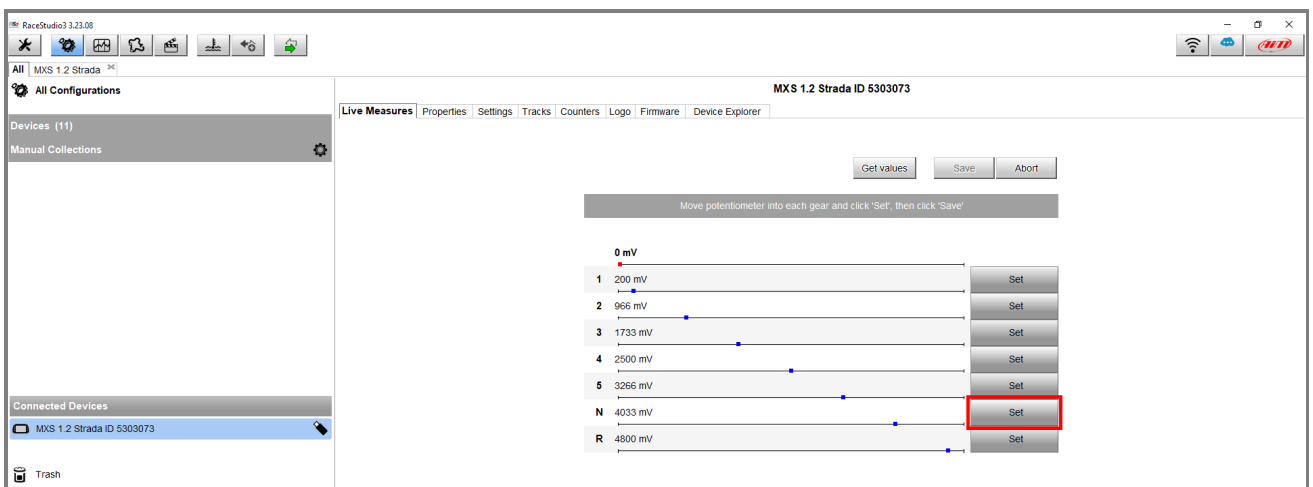 RaceStudio3 3.23.08
AiM
All MXS 1.2 Strada
All Configurations
MXS 1.2 Strada ID 5303073
Live Measures Properties Settings Tracks Counters Logo Firmware Device Explorer
Devices (11)
Manual Collections
Get values Save Abort
Move potentiometer into each gear and click 'Set', then click 'Save'
0 mV
1 200 mV Set
2 966 mV Set
3 1733 mV Set
4 2500 mV Set
5 3266 mV Set
Connected Devices
N 4033 mV Set
MXS 1.2 Strada ID 5303073
R 4800 mV Set
Trash